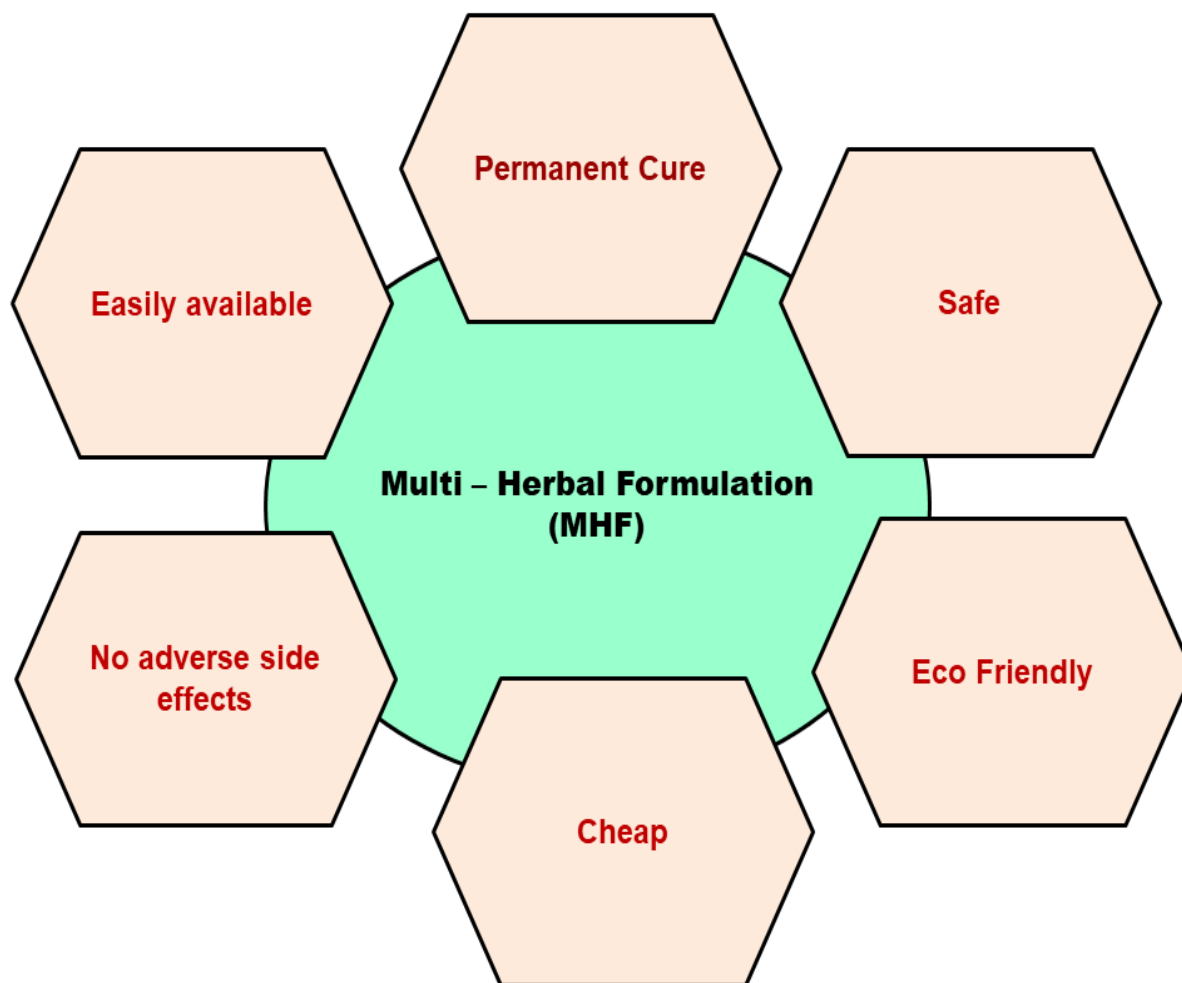 Permanent Cure
Easily available
Safe
Multi – Herbal Formulation
(MHF)
No adverse side
effects
Eco Friendly
Cheap